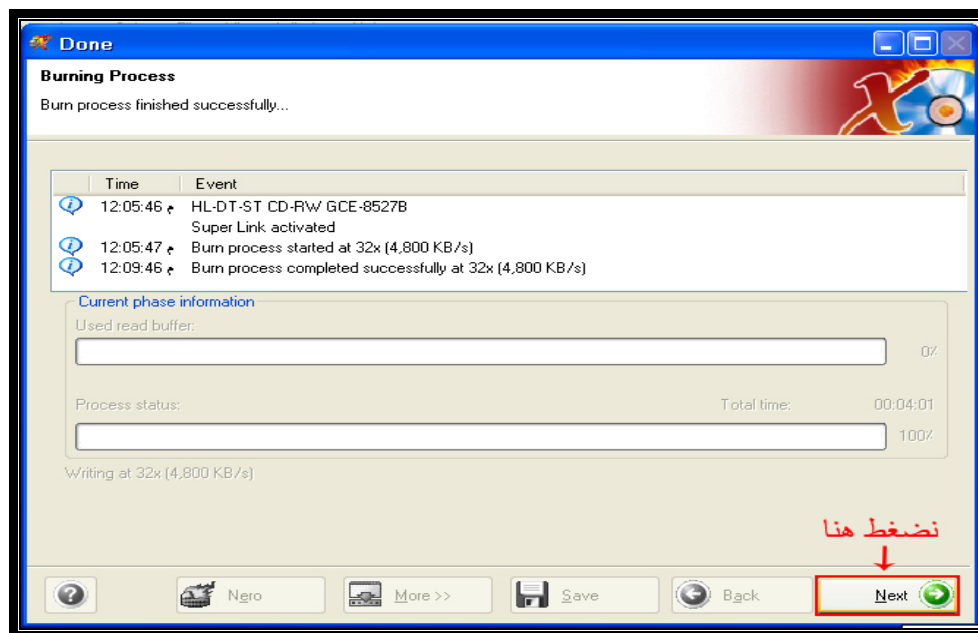 Done
Burning Process
Burn process finished successfully...
Time Event
12:05:46 م HL-DT-ST CD-RW GCE-8527B
Super Link activated
12:05:47 م Burn process started at 32x (4,800 KB/s)
12:09:46 م Burn process completed successfully at 32x (4,800 KB/s)
Current phase information
Used read buffer:
0%
Process status: Total time: 00:04:01
100%
Writing at 32x (4,800 KB/s)
نضغط هنا
Nero More >> Save Back Next